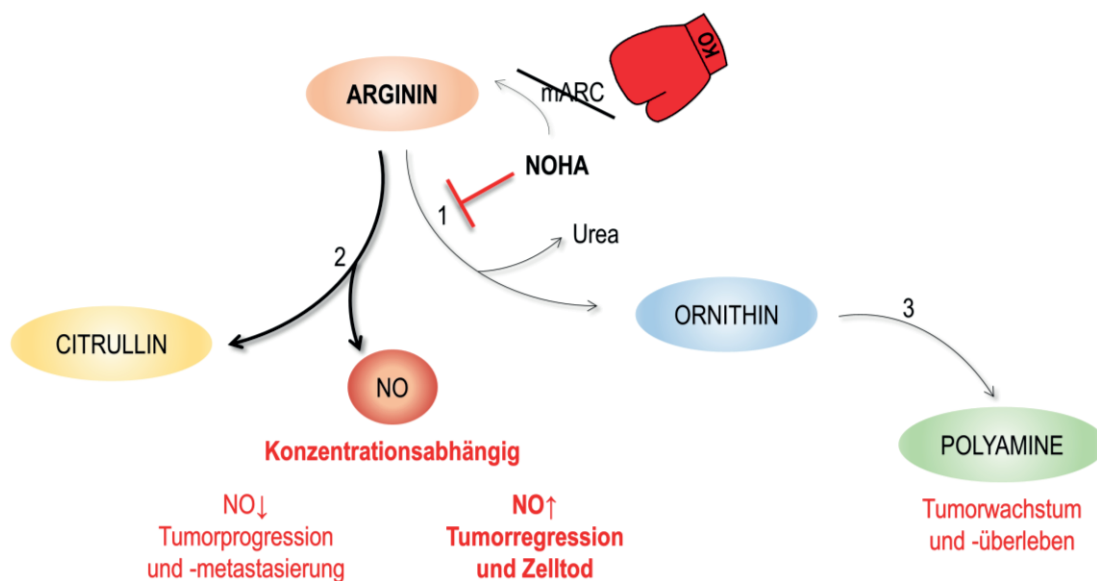 KO
ARGININ
mARC
NOHA
1
Urea
2
ORNITHIN
3
CITRULLIN
NO
POLYAMINE
Konzentrationsabhängig
NO↓
Tumorprogression
und -metastasierung
NO↑
Tumorregression
und Zelltod
Tumorwachstum
und -überleben